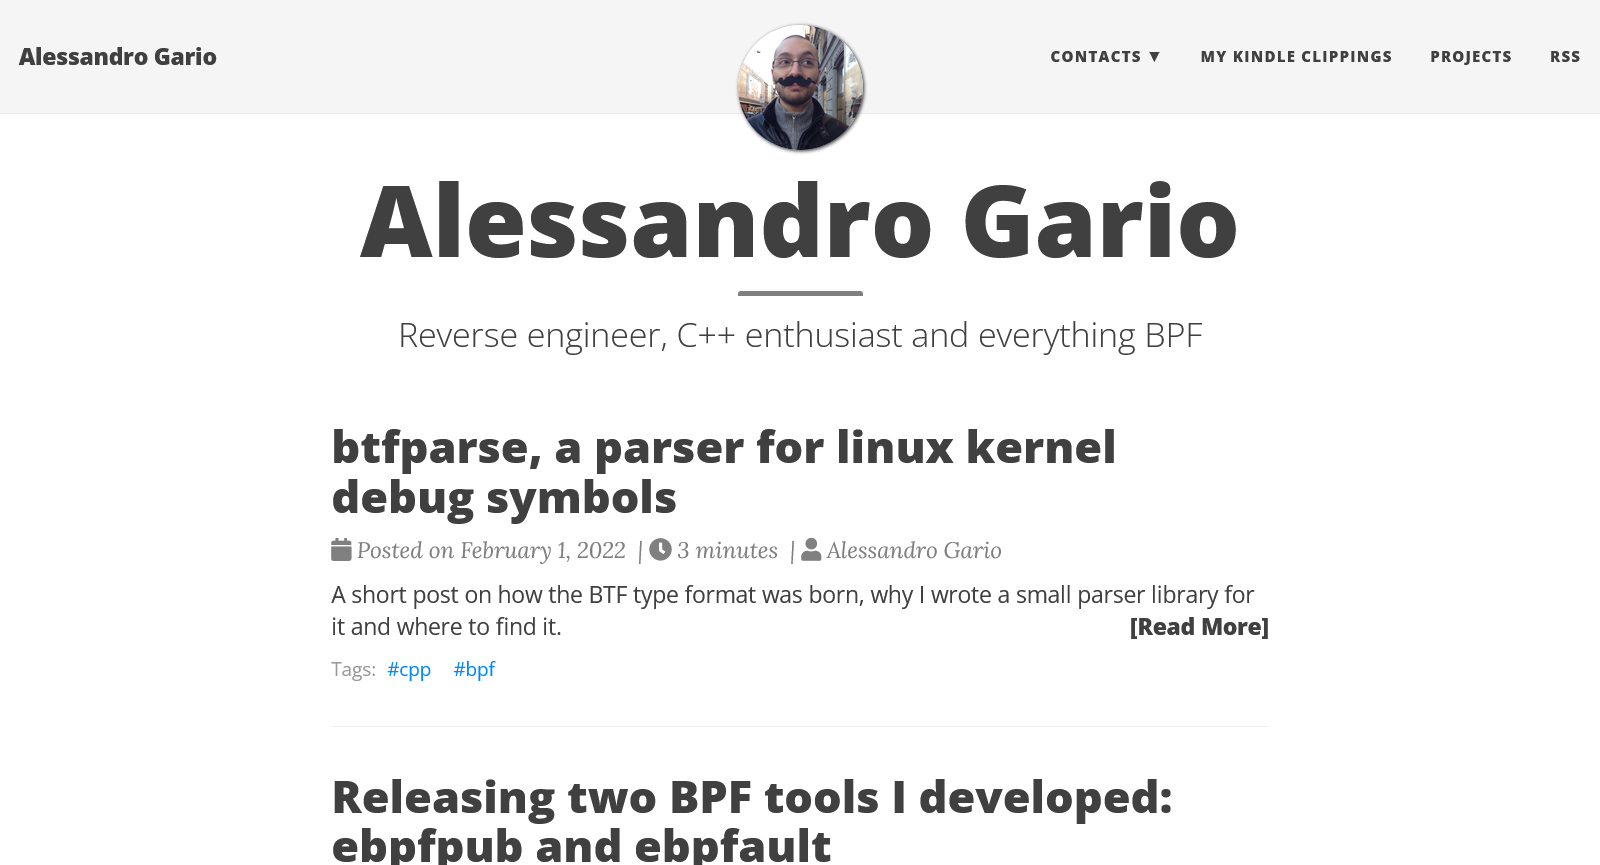 Alessandro Gario
CONTACTS ▼
MY KINDLE CLIPPINGS
PROJECTS
RSS
Alessandro Gario
Reverse engineer, C++ enthusiast and everything BPF
btfparse, a parser for linux kernel
debug symbols
Posted on February 1, 2022 | 3 minutes | Alessandro Gario
A short post on how the BTF type format was born, why I wrote a small parser library for
it and where to find it. [Read More]
Tags: #cpp #bpf
Releasing two BPF tools I developed:
ebpfpub and ebpfault